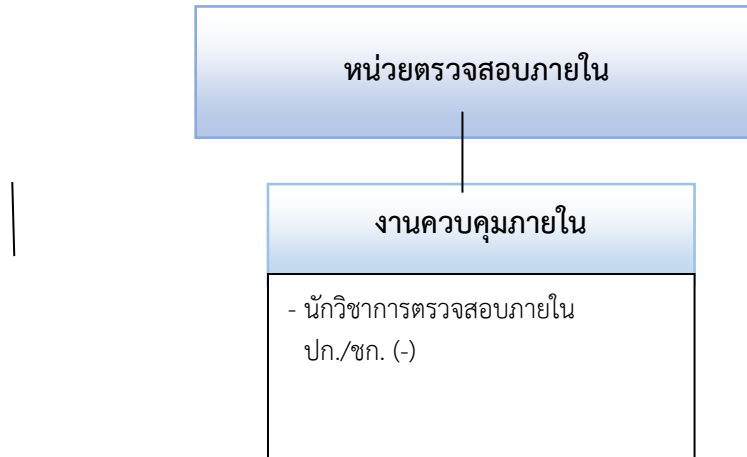 หน่วยตรวจสอบภายใน
งานควบคุมภายใน
- นักวิชาการตรวจสอบภายใน
ปก./ชก. (-)